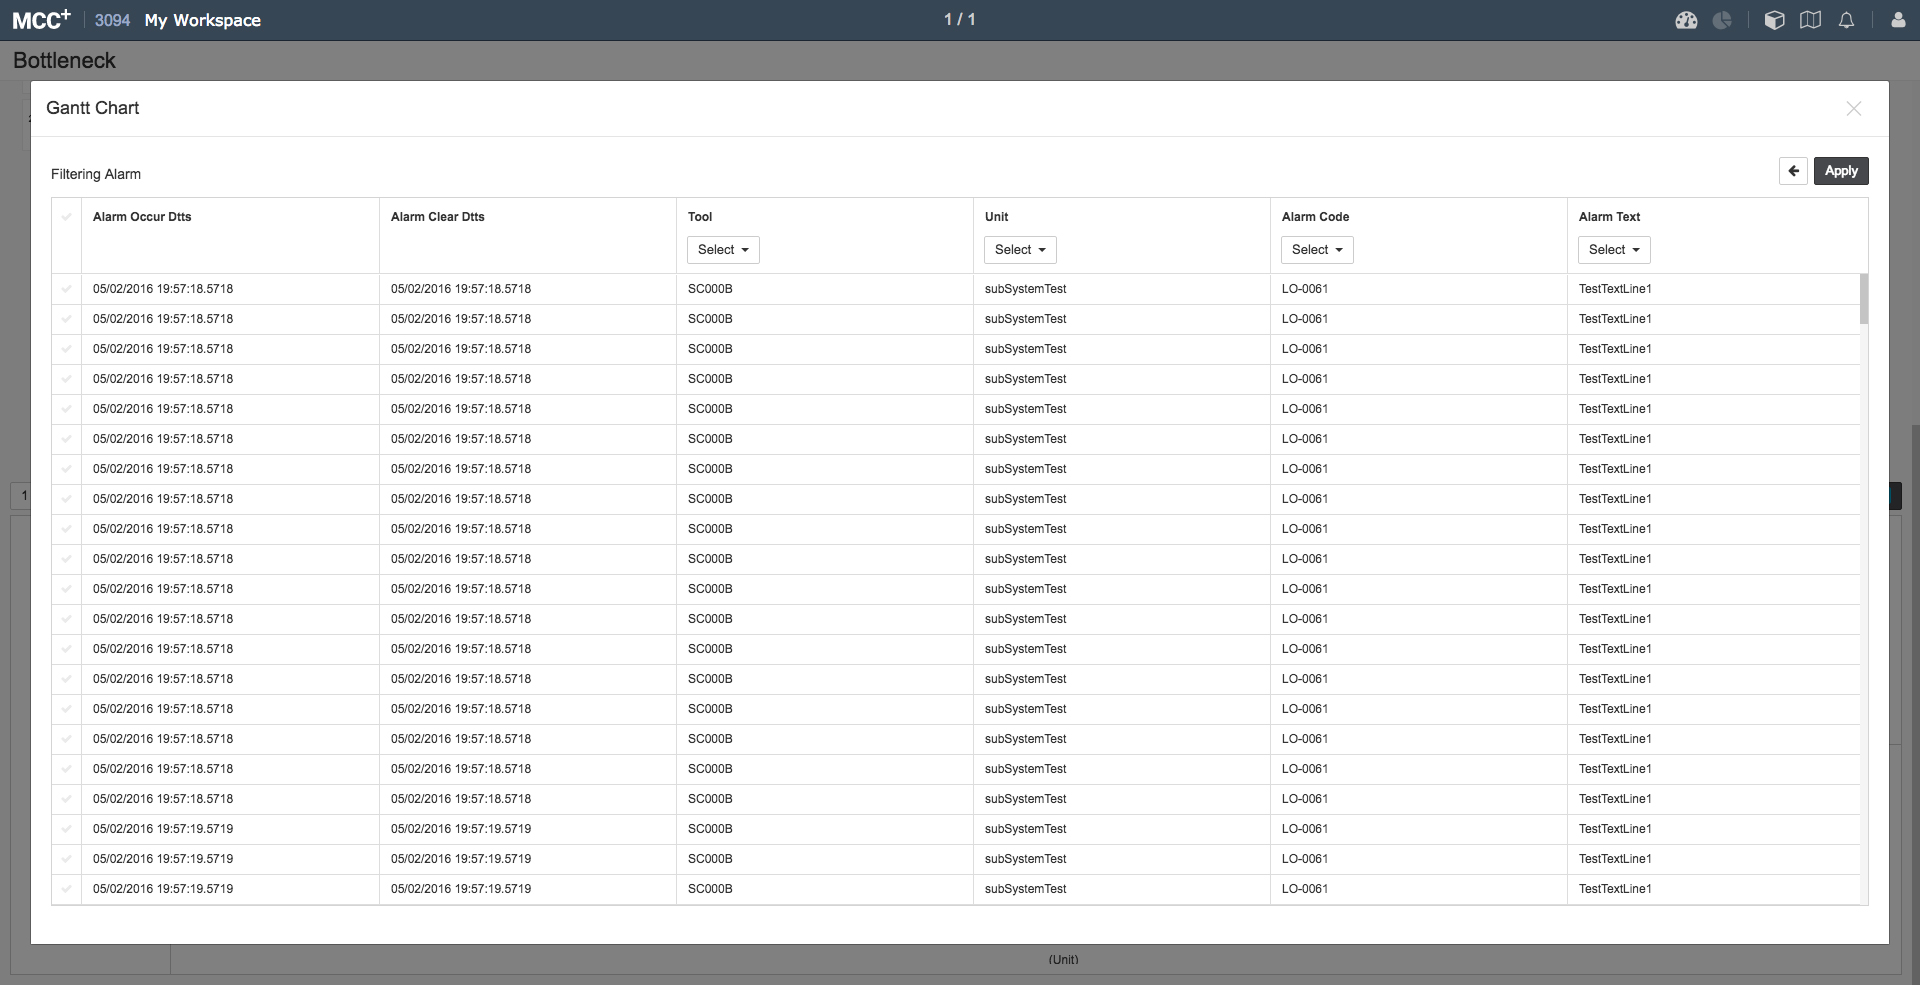 MCC+ 3094 My Workspace 1 / 1
Bottleneck
Gantt Chart
Filtering Alarm Apply
Alarm Occur Dtts Alarm Clear Dtts Tool Unit Alarm Code Alarm Text
Select Select Select Select
05/02/2016 19:57:18.5718 05/02/2016 19:57:18.5718 SC000B subSystemTest LO-0061 TestTextLine1
05/02/2016 19:57:18.5718 05/02/2016 19:57:18.5718 SC000B subSystemTest LO-0061 TestTextLine1
05/02/2016 19:57:18.5718 05/02/2016 19:57:18.5718 SC000B subSystemTest LO-0061 TestTextLine1
05/02/2016 19:57:18.5718 05/02/2016 19:57:18.5718 SC000B subSystemTest LO-0061 TestTextLine1
05/02/2016 19:57:18.5718 05/02/2016 19:57:18.5718 SC000B subSystemTest LO-0061 TestTextLine1
05/02/2016 19:57:18.5718 05/02/2016 19:57:18.5718 SC000B subSystemTest LO-0061 TestTextLine1
05/02/2016 19:57:18.5718 05/02/2016 19:57:18.5718 SC000B subSystemTest LO-0061 TestTextLine1
05/02/2016 19:57:18.5718 05/02/2016 19:57:18.5718 SC000B subSystemTest LO-0061 TestTextLine1
1
05/02/2016 19:57:18.5718 05/02/2016 19:57:18.5718 SC000B subSystemTest LO-0061 TestTextLine1
05/02/2016 19:57:18.5718 05/02/2016 19:57:18.5718 SC000B subSystemTest LO-0061 TestTextLine1
05/02/2016 19:57:18.5718 05/02/2016 19:57:18.5718 SC000B subSystemTest LO-0061 TestTextLine1
05/02/2016 19:57:18.5718 05/02/2016 19:57:18.5718 SC000B subSystemTest LO-0061 TestTextLine1
05/02/2016 19:57:18.5718 05/02/2016 19:57:18.5718 SC000B subSystemTest LO-0061 TestTextLine1
05/02/2016 19:57:18.5718 05/02/2016 19:57:18.5718 SC000B subSystemTest LO-0061 TestTextLine1
05/02/2016 19:57:18.5718 05/02/2016 19:57:18.5718 SC000B subSystemTest LO-0061 TestTextLine1
05/02/2016 19:57:18.5718 05/02/2016 19:57:18.5718 SC000B subSystemTest LO-0061 TestTextLine1
05/02/2016 19:57:18.5718 05/02/2016 19:57:18.5718 SC000B subSystemTest LO-0061 TestTextLine1
05/02/2016 19:57:18.5718 05/02/2016 19:57:18.5718 SC000B subSystemTest LO-0061 TestTextLine1
05/02/2016 19:57:19.5719 05/02/2016 19:57:19.5719 SC000B subSystemTest LO-0061 TestTextLine1
05/02/2016 19:57:19.5719 05/02/2016 19:57:19.5719 SC000B subSystemTest LO-0061 TestTextLine1
05/02/2016 19:57:19.5719 05/02/2016 19:57:19.5719 SC000B subSystemTest LO-0061 TestTextLine1
(Unit)